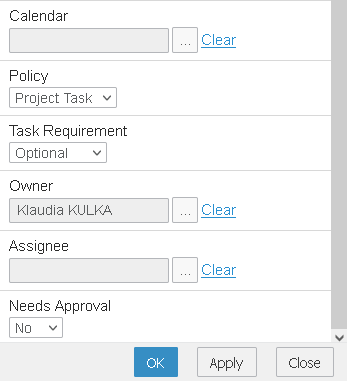 Calendar
... Clear
Policy
Project Task
Task Requirement
Optional
Owner
Klaudia KULKA ... Clear
Assignee
... Clear
Needs Approval
No
OK Apply Close